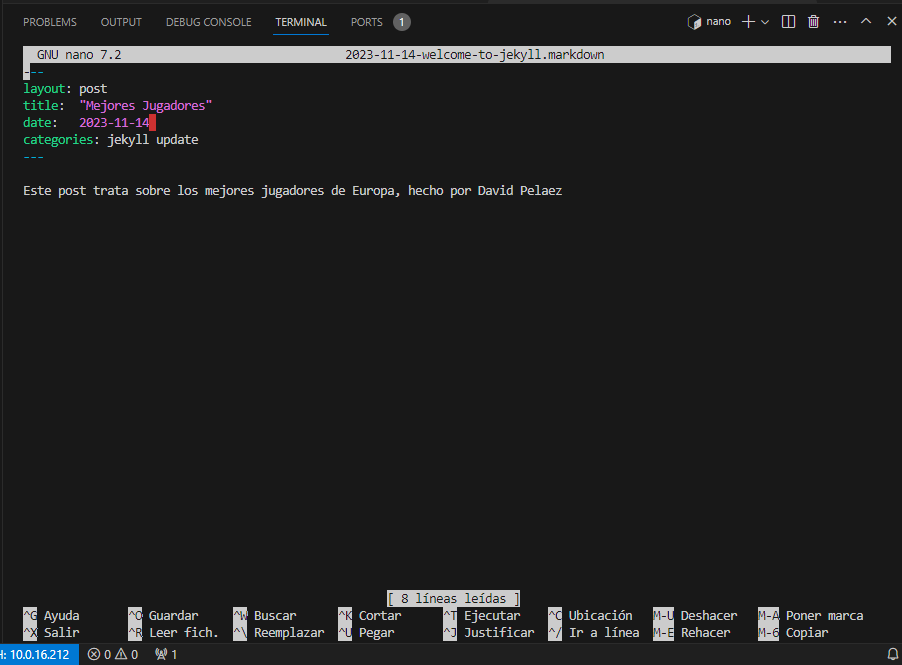 PROBLEMS OUTPUT DEBUG CONSOLE TERMINAL PORTS 1 nano
GNU nano 7.2 2023-11-14-welcome-to-jekyll.markdown
---
layout: post
title: "Mejores Jugadores"
date: 2023-11-14
categories: jekyll update
---
Este post trata sobre los mejores jugadores de Europa, hecho por David Pelaez
[ 8 líneas leídas ]
^G Ayuda ^O Guardar ^W Buscar ^K Cortar ^T Ejecutar ^C Ubicación M-U Deshacer M-A Poner marca
^X Salir ^R Leer fich. ^\ Reemplazar ^U Pegar ^J Justificar ^/ Ir a línea M-E Rehacer M-6 Copiar
H: 10.0.16.212 0 0 1